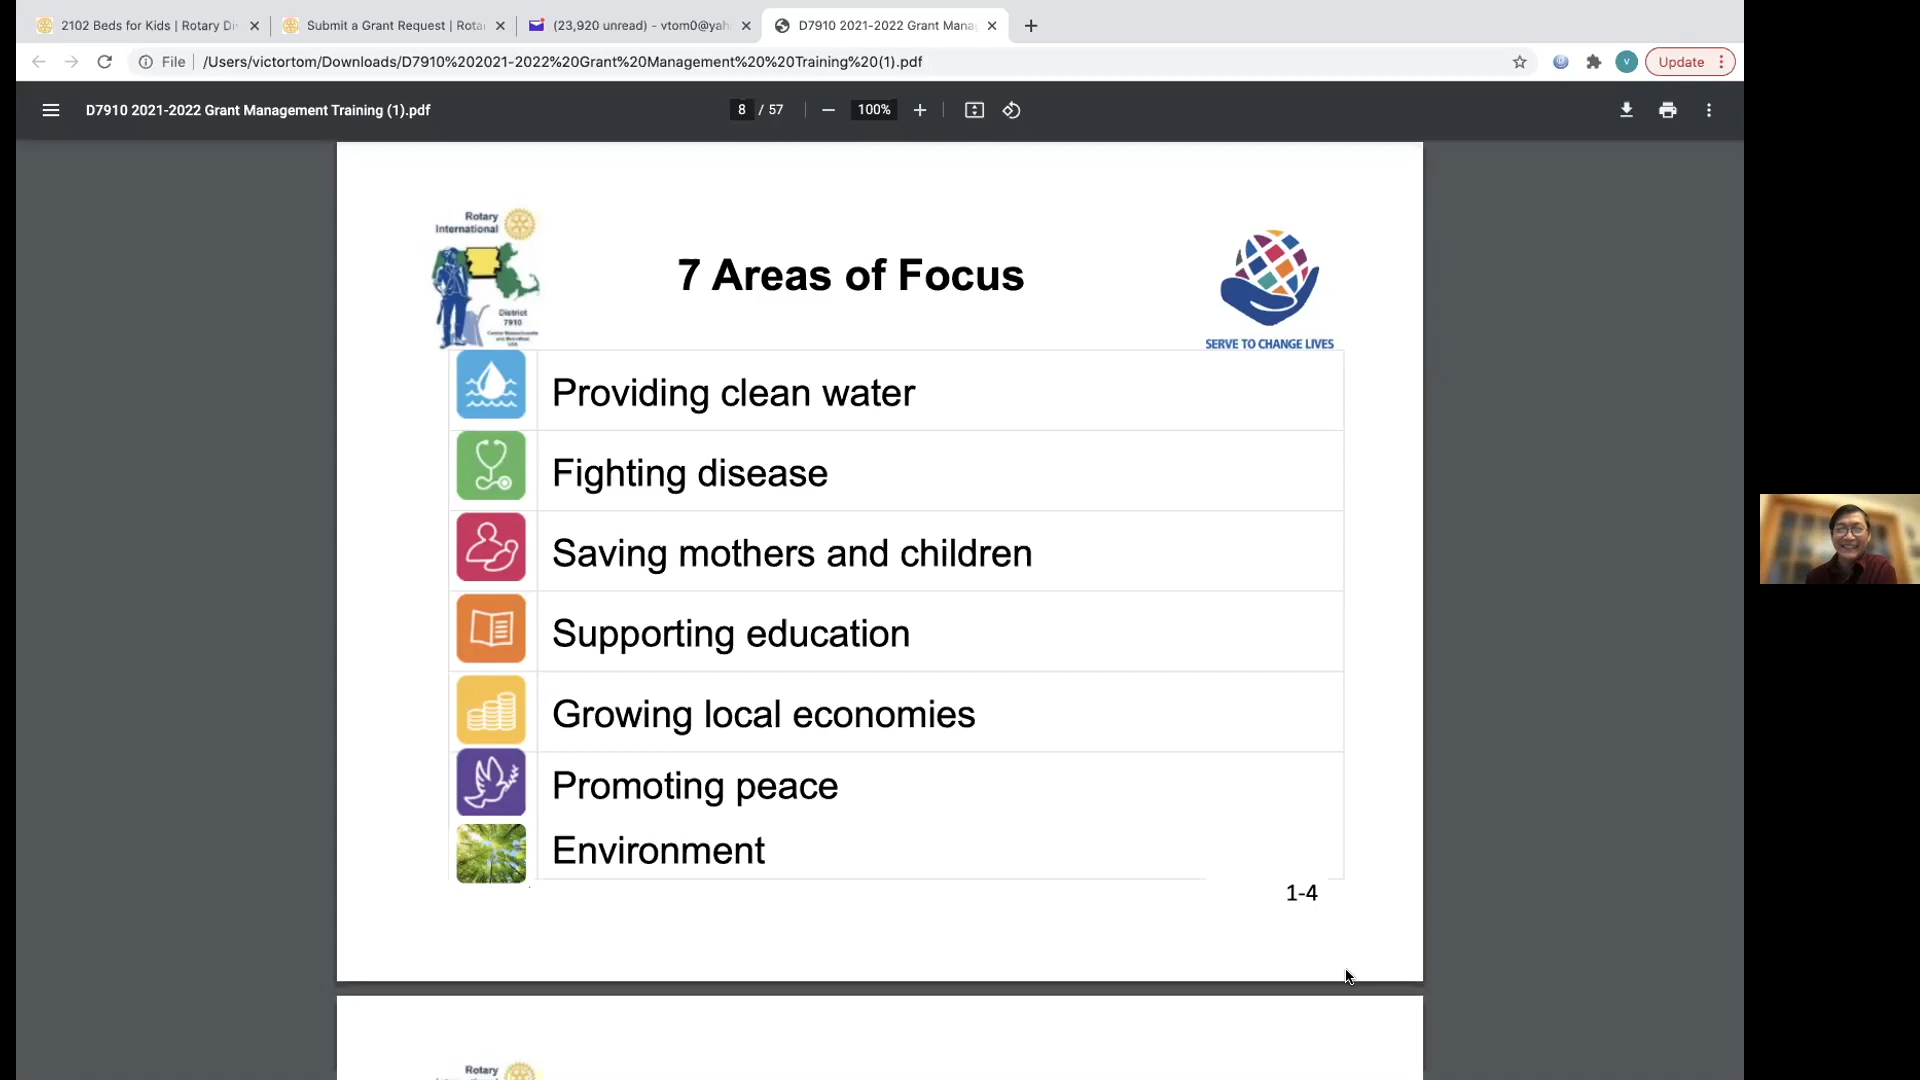 2102 Beds for Kids | Rotary Di
Submit a Grant Request | Rota
(23,920 unread) - vtom0@yah
D7910 2021-2022 Grant Mana
File
/Users/victortom/Downloads/D7910%202021-2022%20Grant%20Management%20%20Training%20(1).pdf
v
Update
D7910 2021-2022 Grant Management Training (1).pdf
8 / 57
100%
Rotary
International
District
7910
7 Areas of Focus
SERVE TO CHANGE LIVES
Providing clean water
Fighting disease
Saving mothers and children
Supporting education
Growing local economies
Promoting peace
Environment
1-4
Rotary